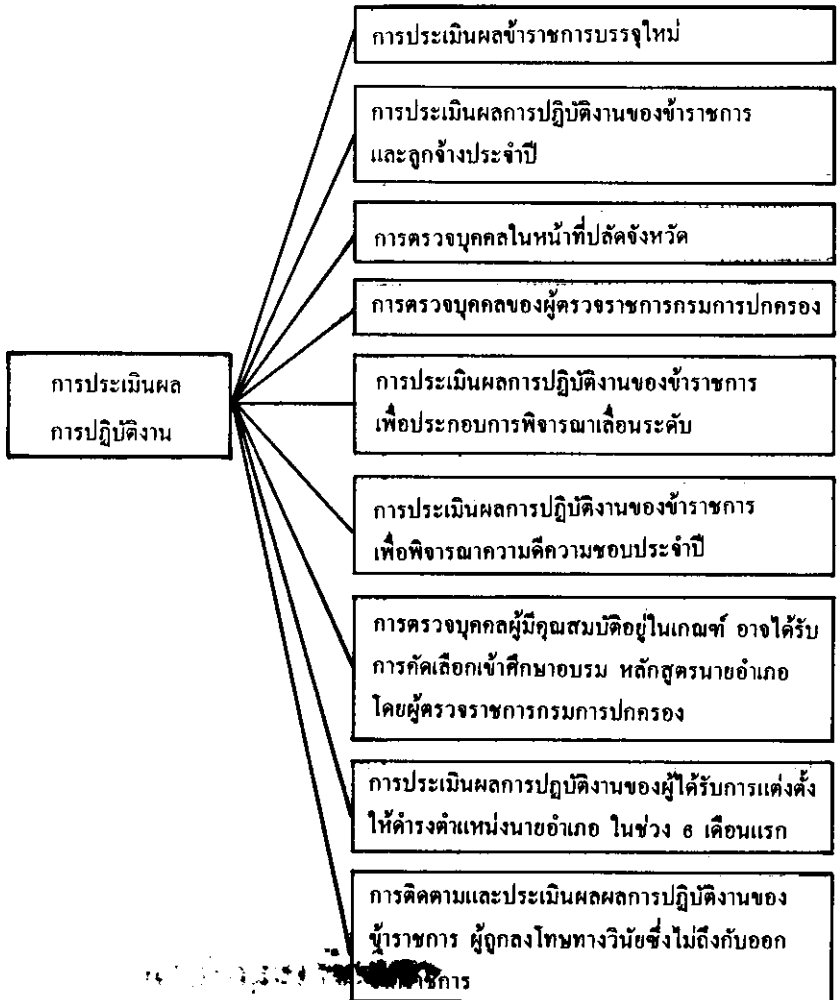 การประเมินผลข้าราชการบรรจุใหม่
การประเมินผลการปฏิบัติงานของข้าราชการ
และลูกจ้างประจำปี
การตรวจบุคคลในหน้าที่ปลัดจังหวัด
การตรวจบุคคลของผู้ตรวจราชการกรมการปกครอง
การประเมินผล
การปฏิบัติงาน
การประเมินผลการปฏิบัติงานของข้าราชการ
เพื่อประกอบการพิจารณาเลื่อนระดับ
การประเมินผลการปฏิบัติงานของข้าราชการ
เพื่อพิจารณาความดีความชอบประจำปี
การตรวจบุคคลผู้มีคุณสมบัติอยู่ในเกณฑ์ อาจได้รับ
การคัดเลือกเข้าศึกษาอบรม หลักสูตรนายอำเภอ
โดยผู้ตรวจราชการกรมการปกครอง
การประเมินผลการปฏบัติงานของผู้ได้รับการแต่งตั้ง
ให้ดำรงตำแหน่งนายอำเภอ ในช่วง 6 เดือนแรก
การติดตามและประเมินผลผลการปฏิบัติงานของ
ข้าราชการ ผู้ถูกลงโทษทางวินัยซึ่งไม่ถึงกับออก